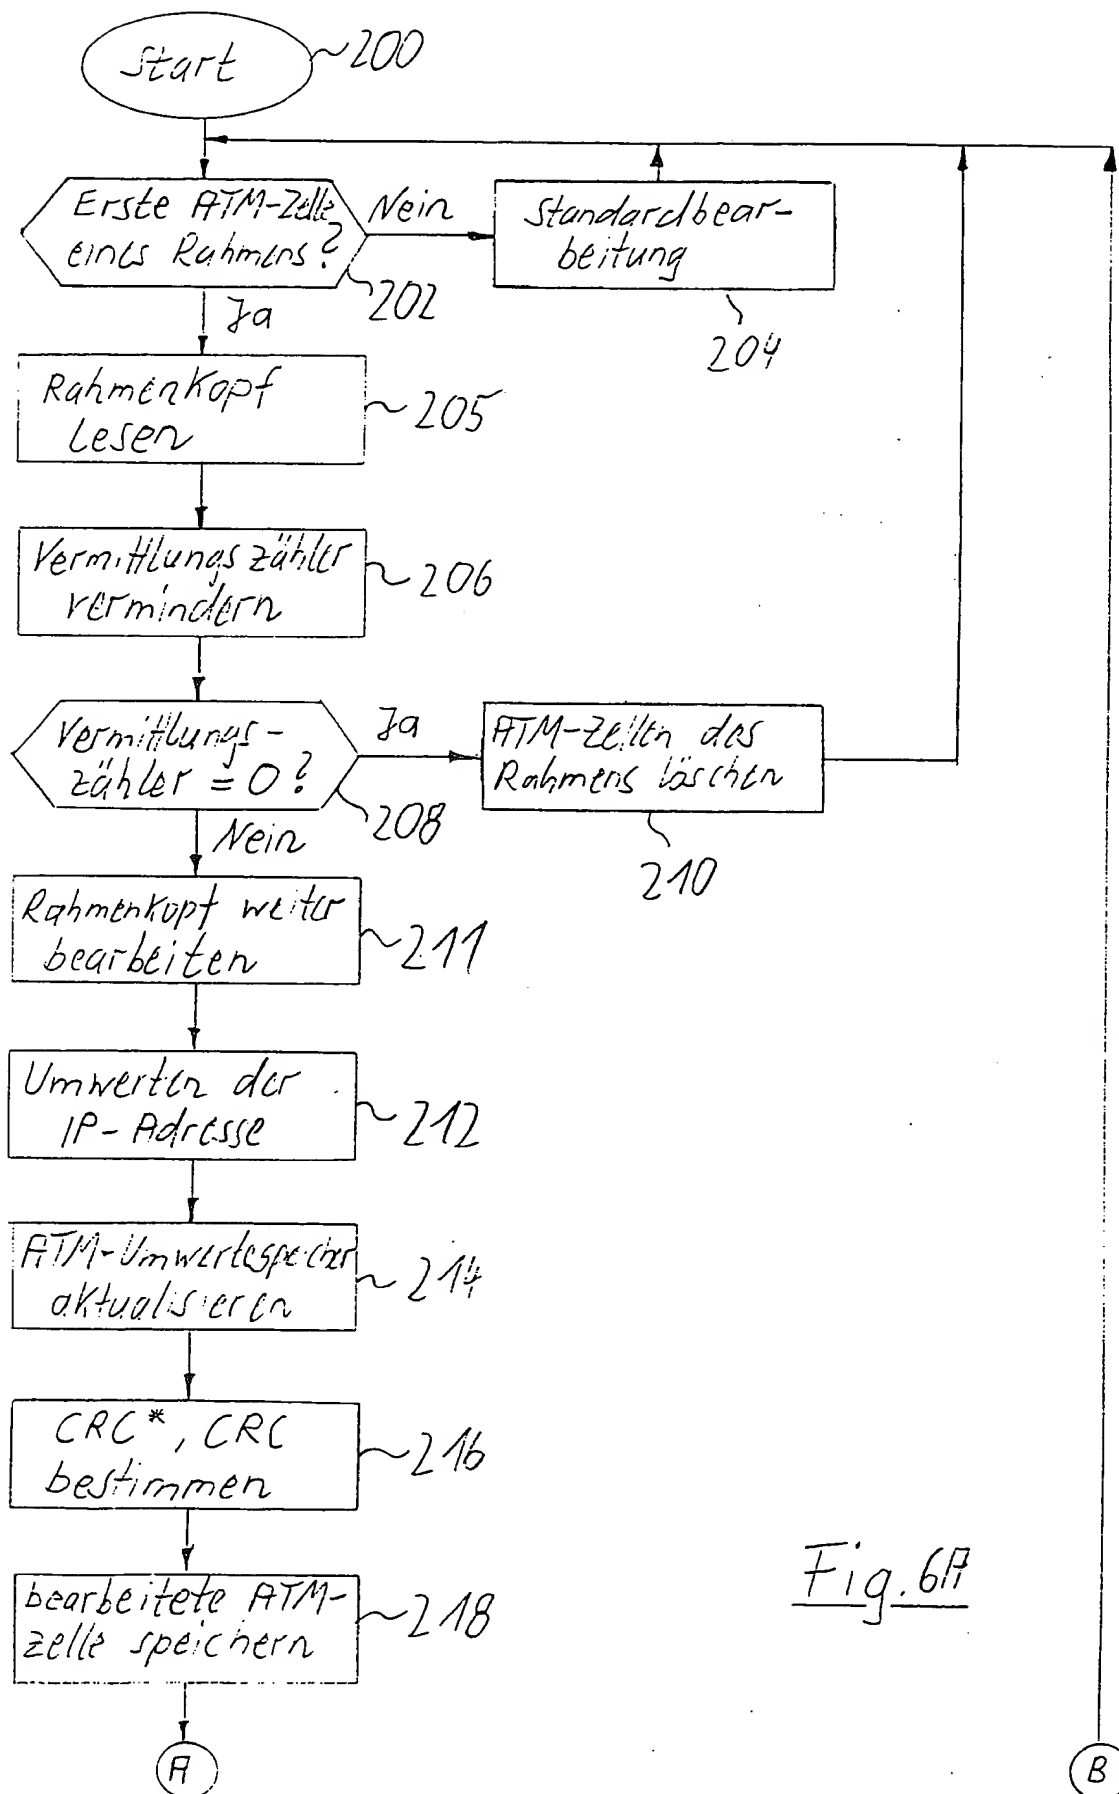 Start
200
Erste ATM-Zelle
eines Rahmens?
202
Nein
Standardbear-
beitung
204
Ja
Rahmenkopf
lesen
205
Vermittlungszähler
vermindern
206
Vermittlungs-
zähler = 0?
208
Ja
ATM-Zellen des
Rahmens löschen
210
Nein
Rahmenkopf weiter
bearbeiten
211
Umwerten der
IP-Adresse
212
ATM-Umwertespeicher
aktualisieren
214
CRC*, CRC
bestimmen
216
bearbeitete ATM-
zelle speichern
218
Fig. 6A
A
B